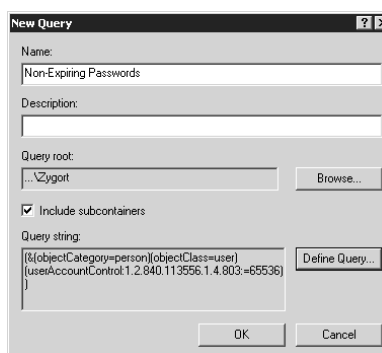 New Query
Name:
Non-Expiring Passwords
Description:
Query root:
...\Zygort
Browse...
Include subcontainers
Query string:
(&(objectCategory=person)(objectClass=user)
(userAccountControl:1.2.840.113556.1.4.803:=65536)
)
Define Query...
OK
Cancel